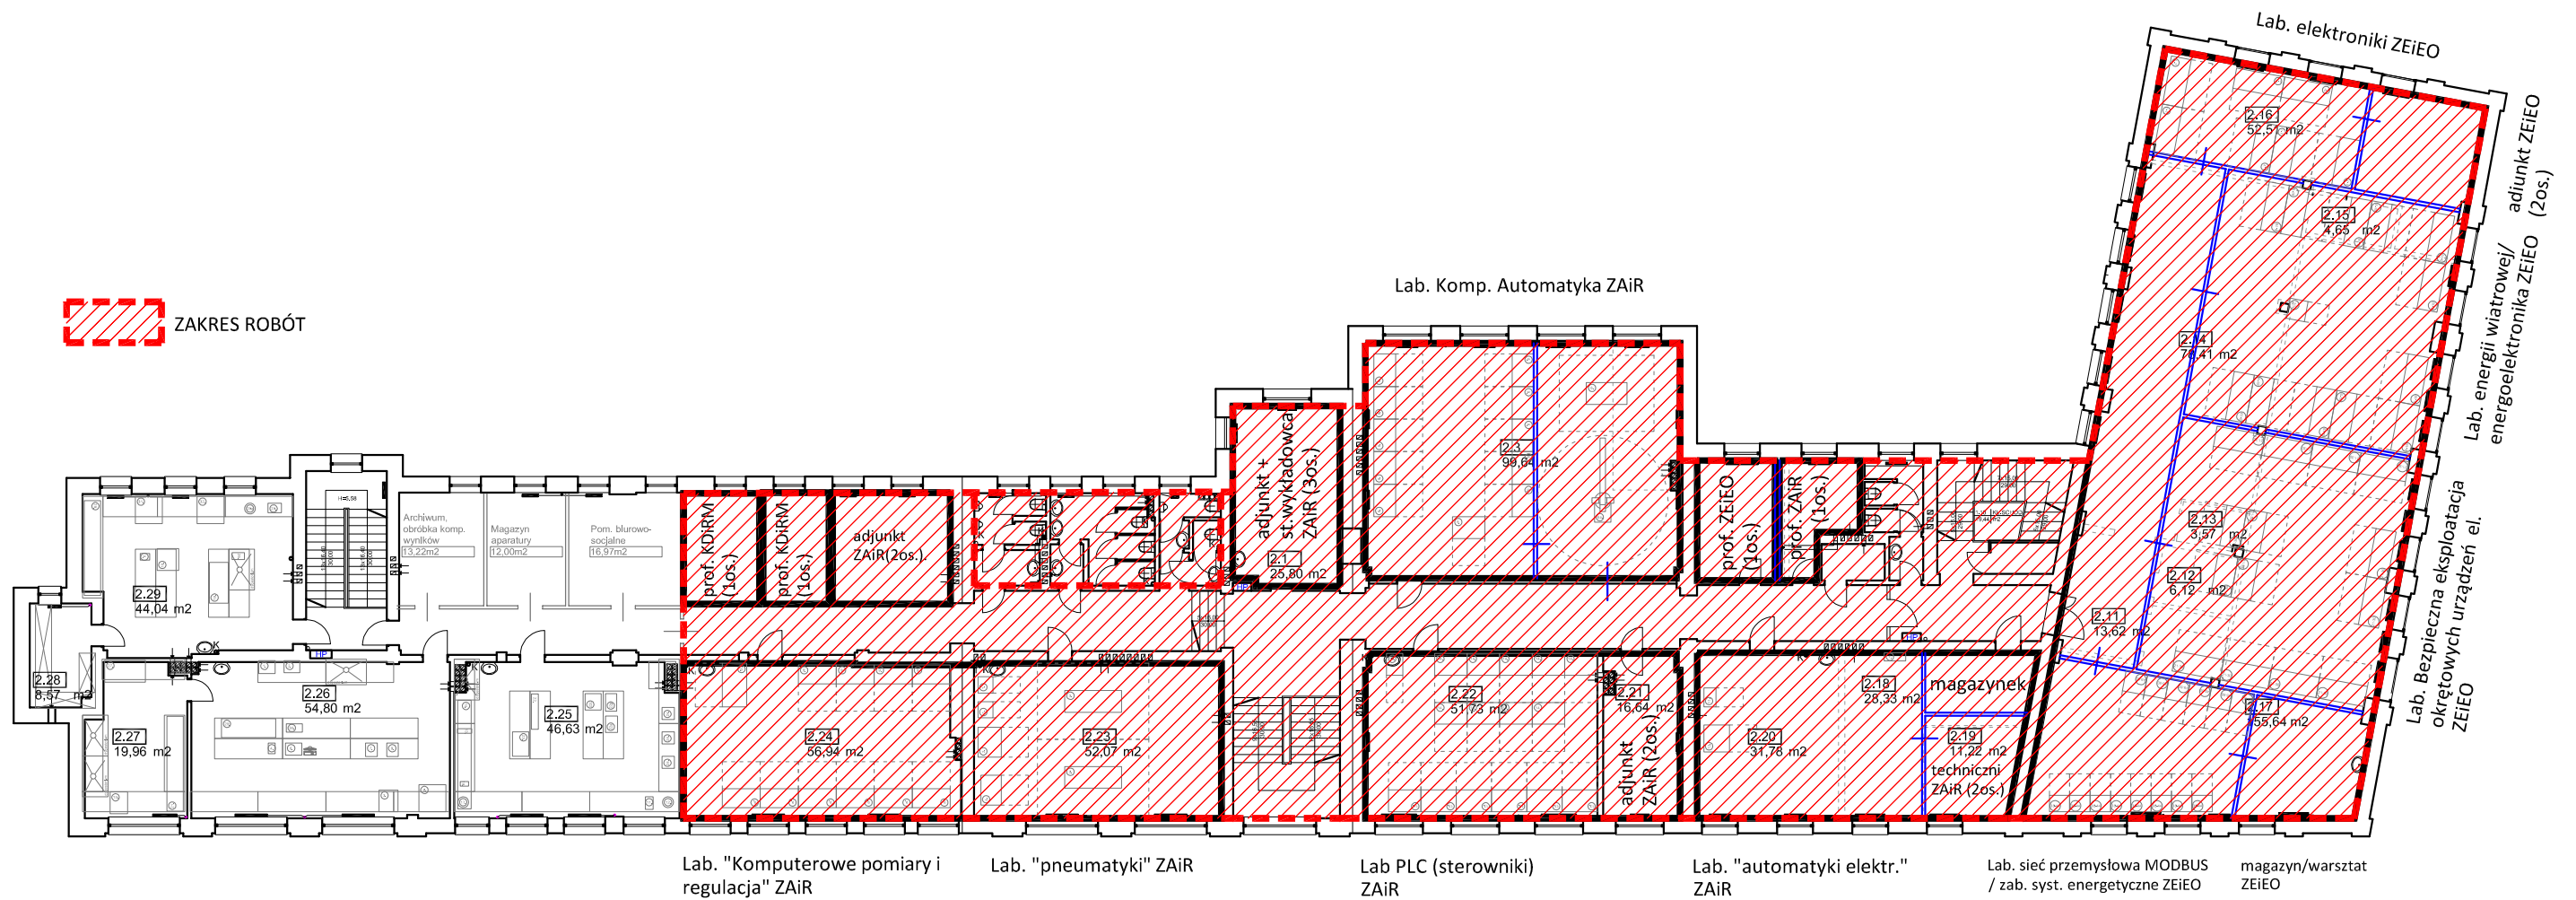 Lab. elektroniki ZEiEO
adiunkt ZEiEO
(2os.)
Lab. energii wiatrowej/
energoelektronika ZEiEO
Lab. Bezpieczna eksploatacja
okrętowych urządzeń el.
ZEiEO
ZAKRES ROBÓT
Lab. Komp. Automatyka ZAiR
2.16
52,51 m2
2.15
4,65 m2
2.14
m2
2.13
3,57 m2
2.12
6,12 m2
2.11
13,62 m2
2.17
55,64 m2
2.3
99,64 m2
adjunkt +
st.wykładowca
ZAiR (3os.)
2.1
25,80 m2
prof. ZEiEO
(1os.)
prof. ZAiR
(1os.)
H=5,58
Archiwum,
obróbka komp.
wyników
13,22m2
Magazyn
aparatury
12,00m2
Pom. biurowo-
socjalne
16,97m2
prof. KDiRM
(1os.)
prof. KDiRM
(1os.)
adjunkt
ZAiR(2os.).
2.29
44,04 m2
HP
HP
HP
2.28
8,57 m2
2.27
19,96 m2
2.26
54,80 m2
2.25
46,63 m2
2.24
56,94 m2
2.23
52,07 m2
2.22
51,73 m2
2.21
16,64 m2
adjunkt
ZAiR (2os.)
2.20
31,78 m2
2.18
28,33 m2
magazynek
2.19
11,22 m2
techniczni
ZAiR (2os.)
Lab. "Komputerowe pomiary i
regulacja" ZAiR
Lab. "pneumatyki" ZAiR
Lab PLC (sterowniki)
ZAiR
Lab. "automatyki elektr."
ZAiR
Lab. sieć przemysłowa MODBUS
/ zab. syst. energetyczne ZEiEO
magazyn/warsztat
ZEiEO